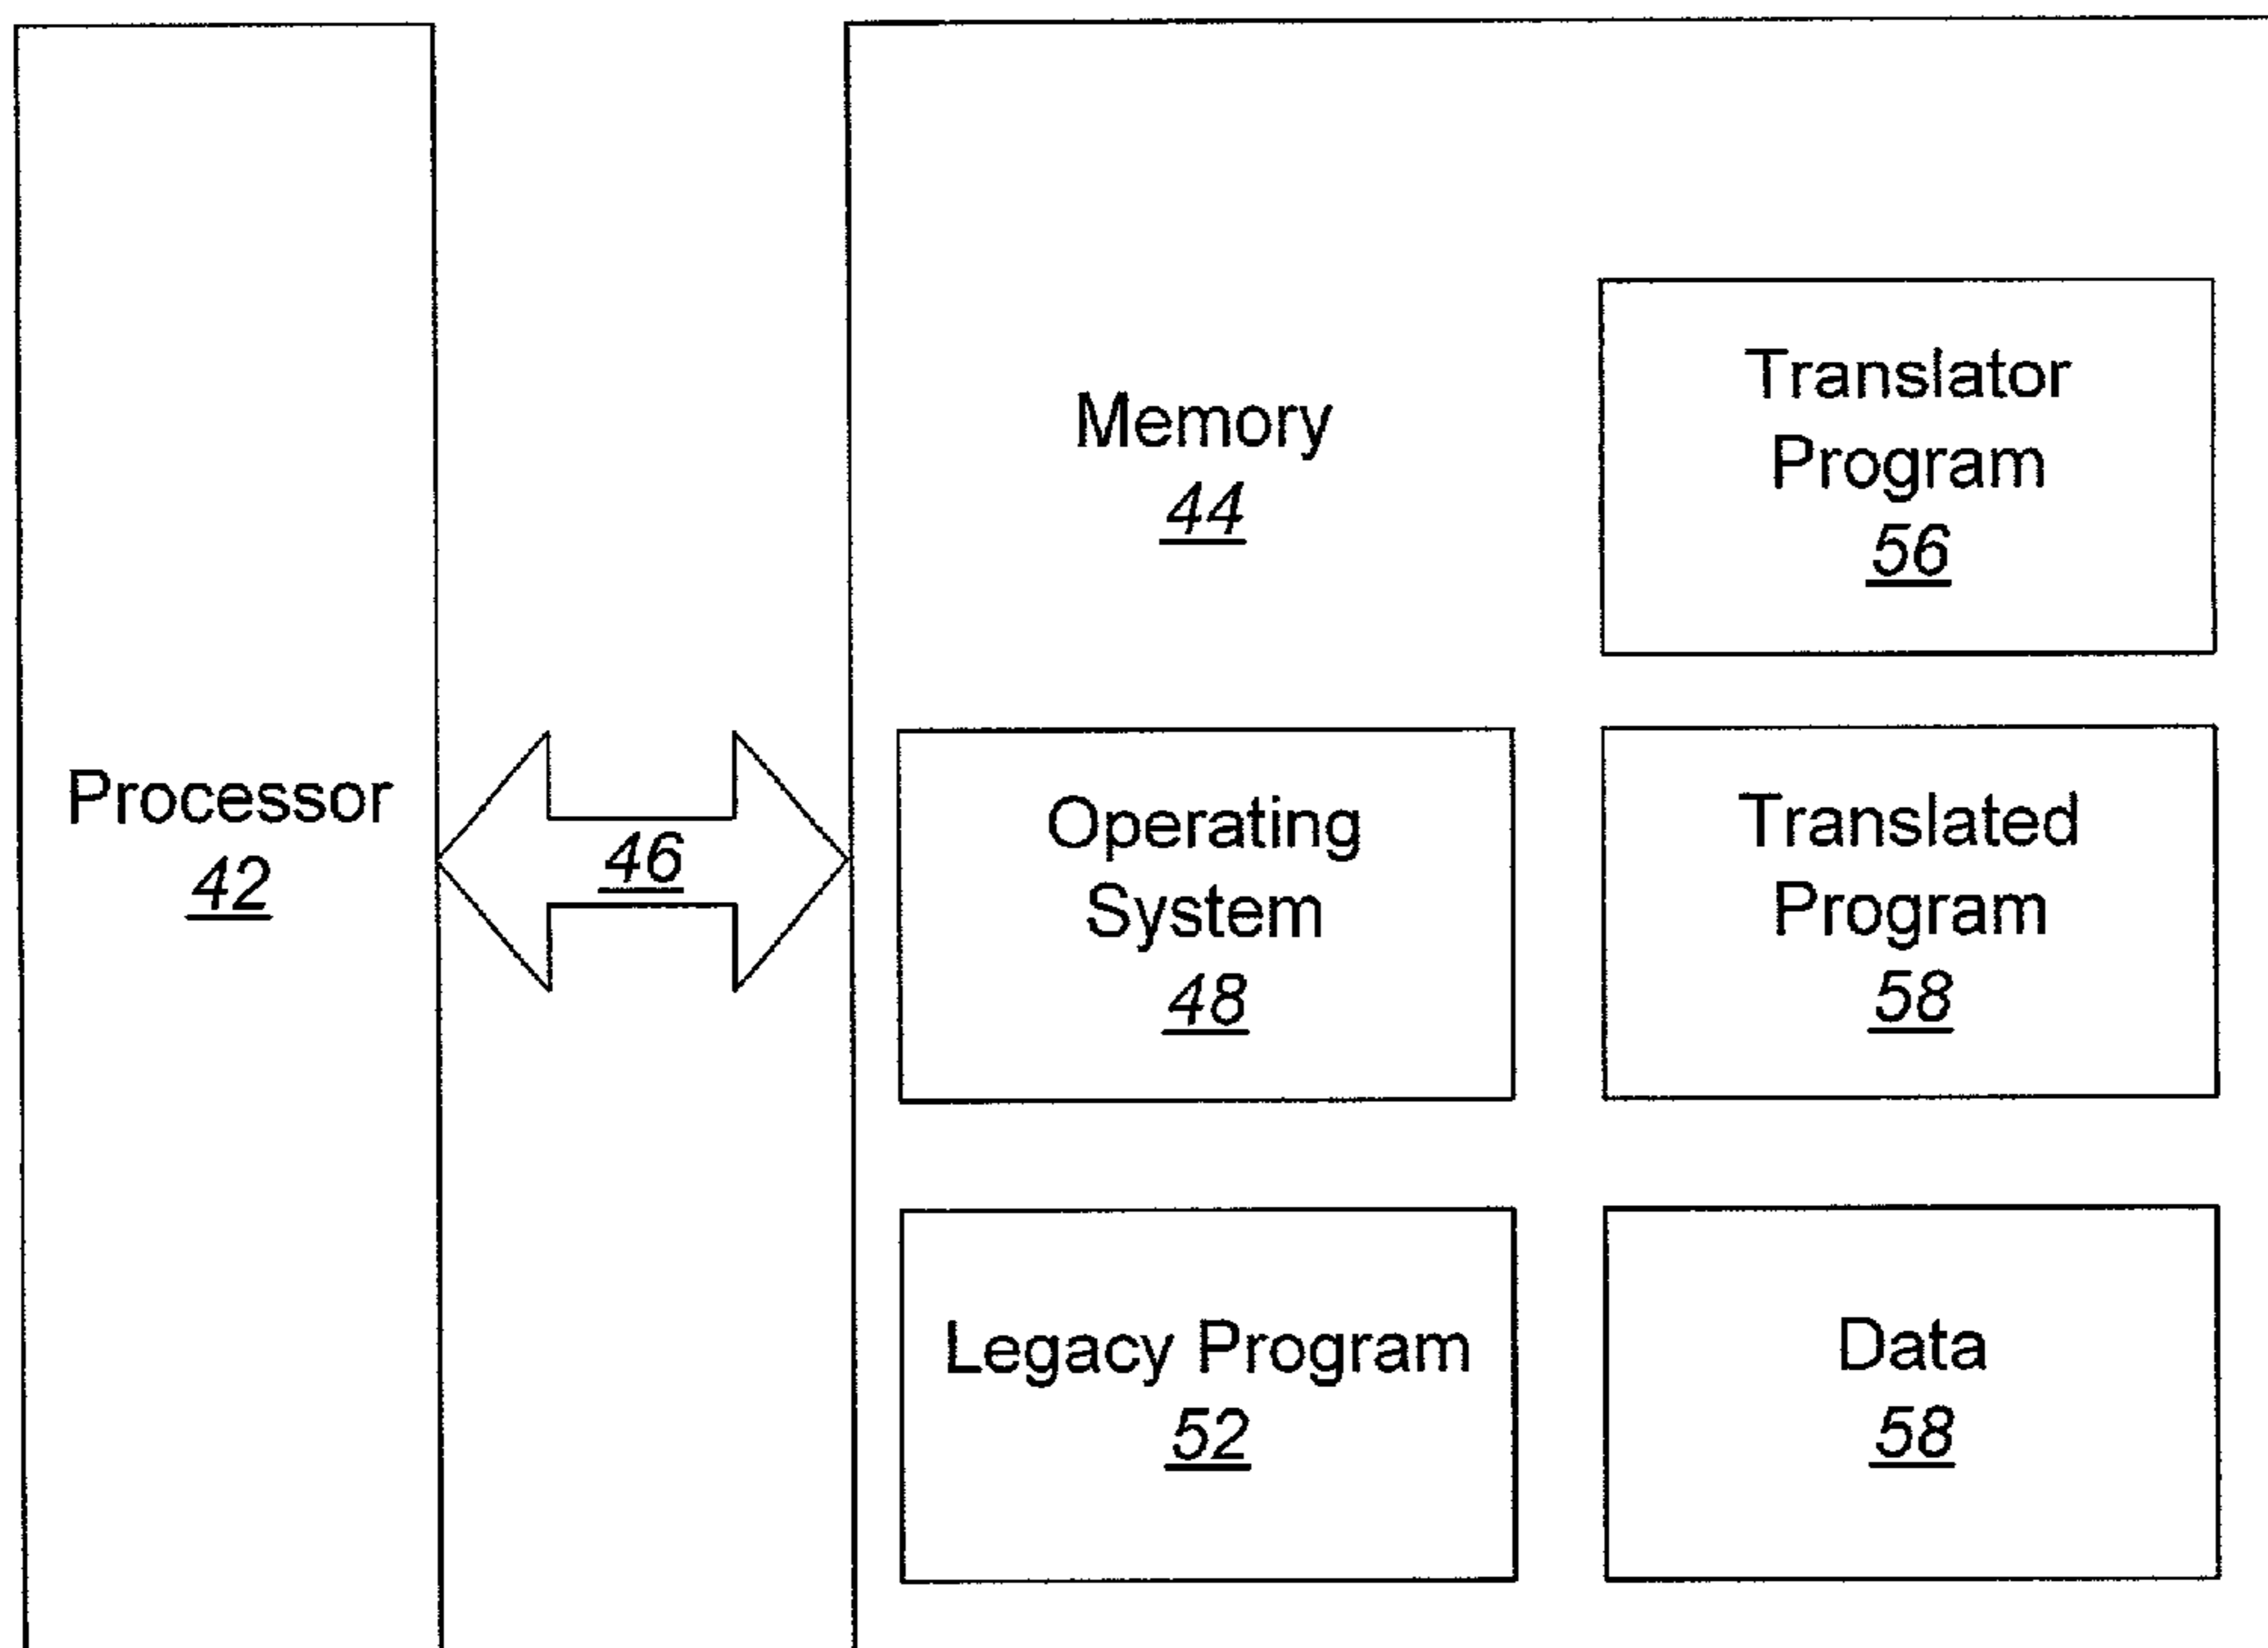 Processor
42
46
Memory
44
Translator
Program
56
Operating
System
48
Translated
Program
58
Legacy Program
52
Data
58